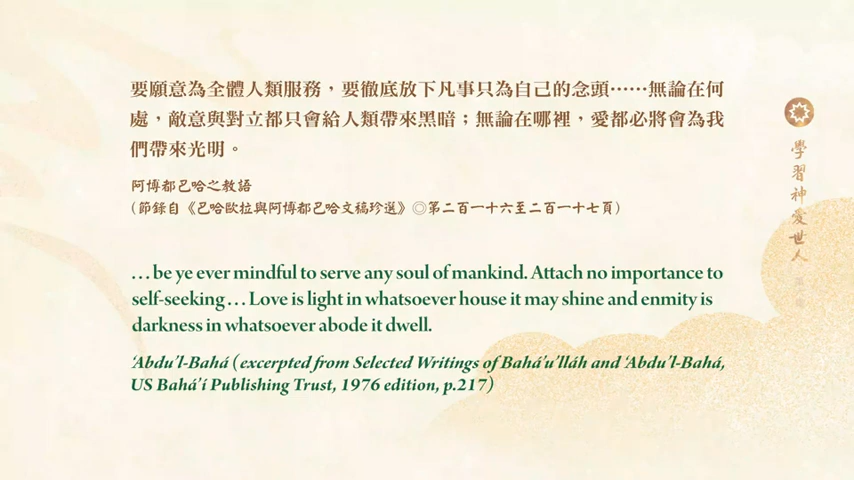 要願意為全體人類服務，要徹底放下凡事只為自己的念頭……無論在何
處，敵意與對立都只會給人類帶來黑暗；無論在哪裡，愛都必將會為我
們帶來光明。
阿博都巴哈之教語
(節錄自《巴哈歐拉與阿博都巴哈文稿珍選》◎第二百一十六至二百一十七頁)
…be ye ever mindful to serve any soul of mankind. Attach no importance to
self-seeking…Love is light in whatsoever house it may shine and enmity is
darkness in whatsoever abode it dwell.
‘Abdu’l-Bahá (excerpted from Selected Writings of Bahá’u’lláh and ‘Abdu’l-Bahá,
US Bahá’í Publishing Trust, 1976 edition, p.217)
學習神愛世人